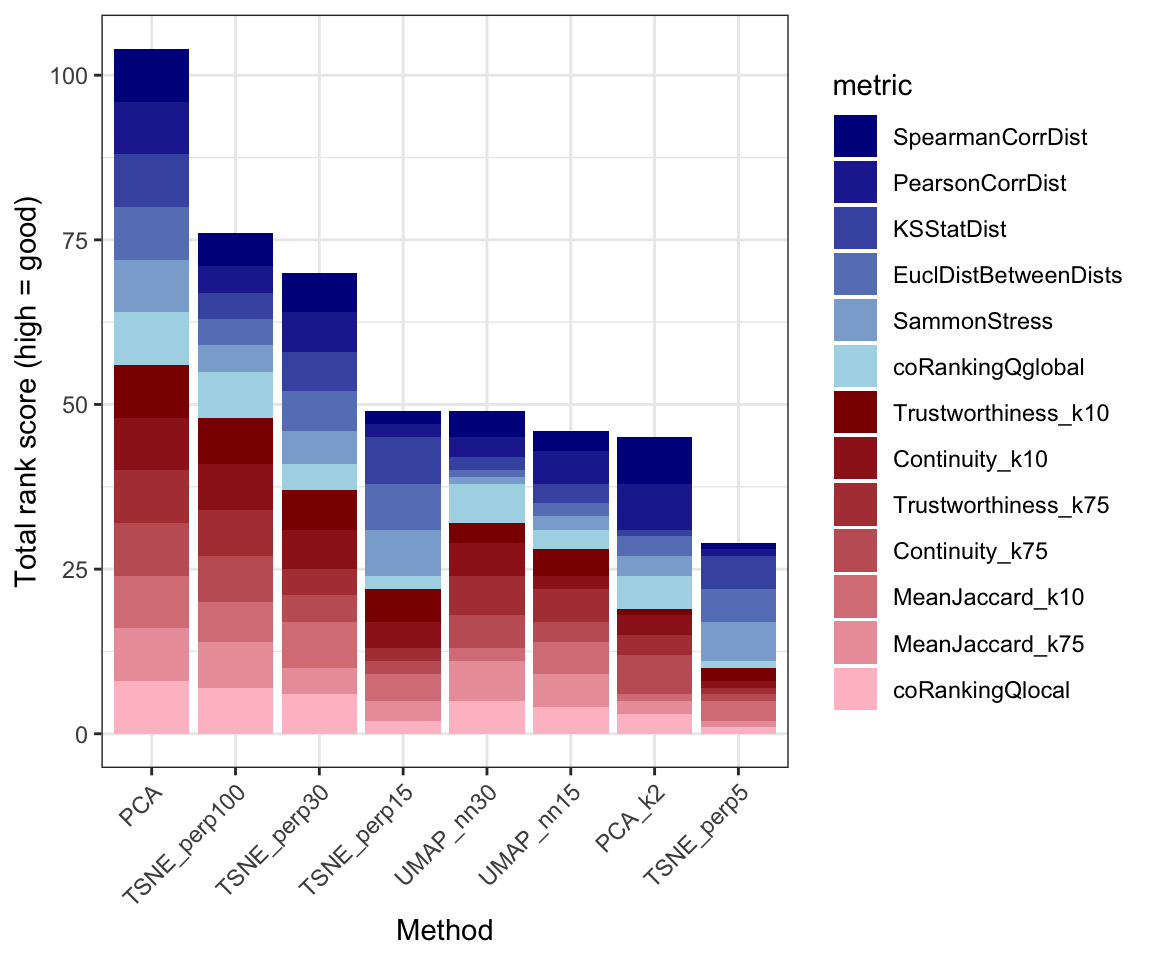 Total rank score (high = good)
100
75
50
25
0
PCA
TSNE_perp100
TSNE_perp30
TSNE_perp15
UMAP_nn30
UMAP_nn15
PCA_k2
TSNE_perp5
Method
metric
SpearmanCorrDist
PearsonCorrDist
KSStatDist
EuclDistBetweenDists
SammonStress
coRankingQglobal
Trustworthiness_k10
Continuity_k10
Trustworthiness_k75
Continuity_k75
MeanJaccard_k10
MeanJaccard_k75
coRankingQlocal